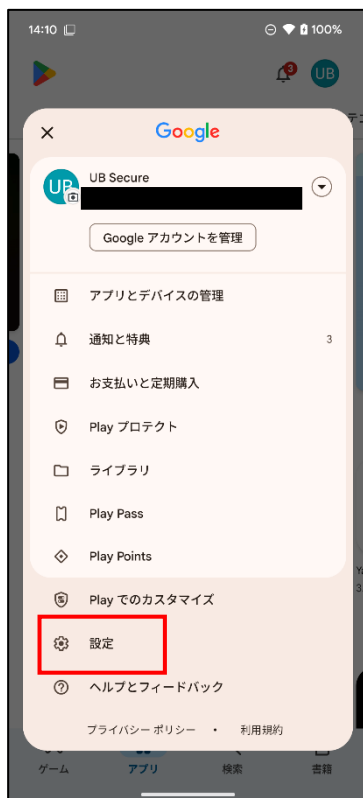 14:10 100%
3 UB
Google
UB
UB Secure
Google アカウントを管理
アプリとデバイスの管理
通知と特典 3
お支払いと定期購入
Play プロテクト
ライブラリ
Play Pass
Play Points
Play でのカスタマイズ
設定
ヘルプとフィードバック
プライバシー ポリシー • 利用規約
ゲーム アプリ 検索 書籍